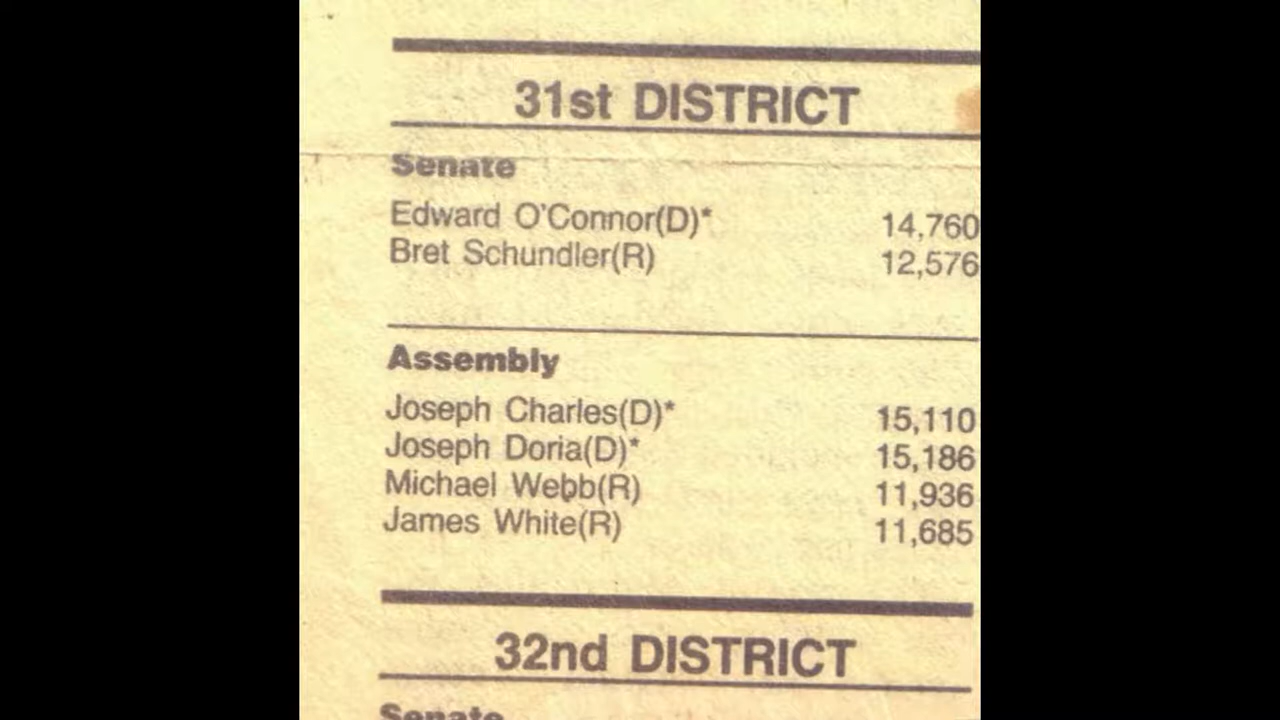 31st DISTRICT
Senate
Edward O'Connor(D)* 14,760
Bret Schundler(R) 12,576
Assembly
Joseph Charles(D)* 15,110
Joseph Doria(D)* 15,186
Michael Webb(R) 11,936
James White(R) 11,685
32nd DISTRICT
Senate